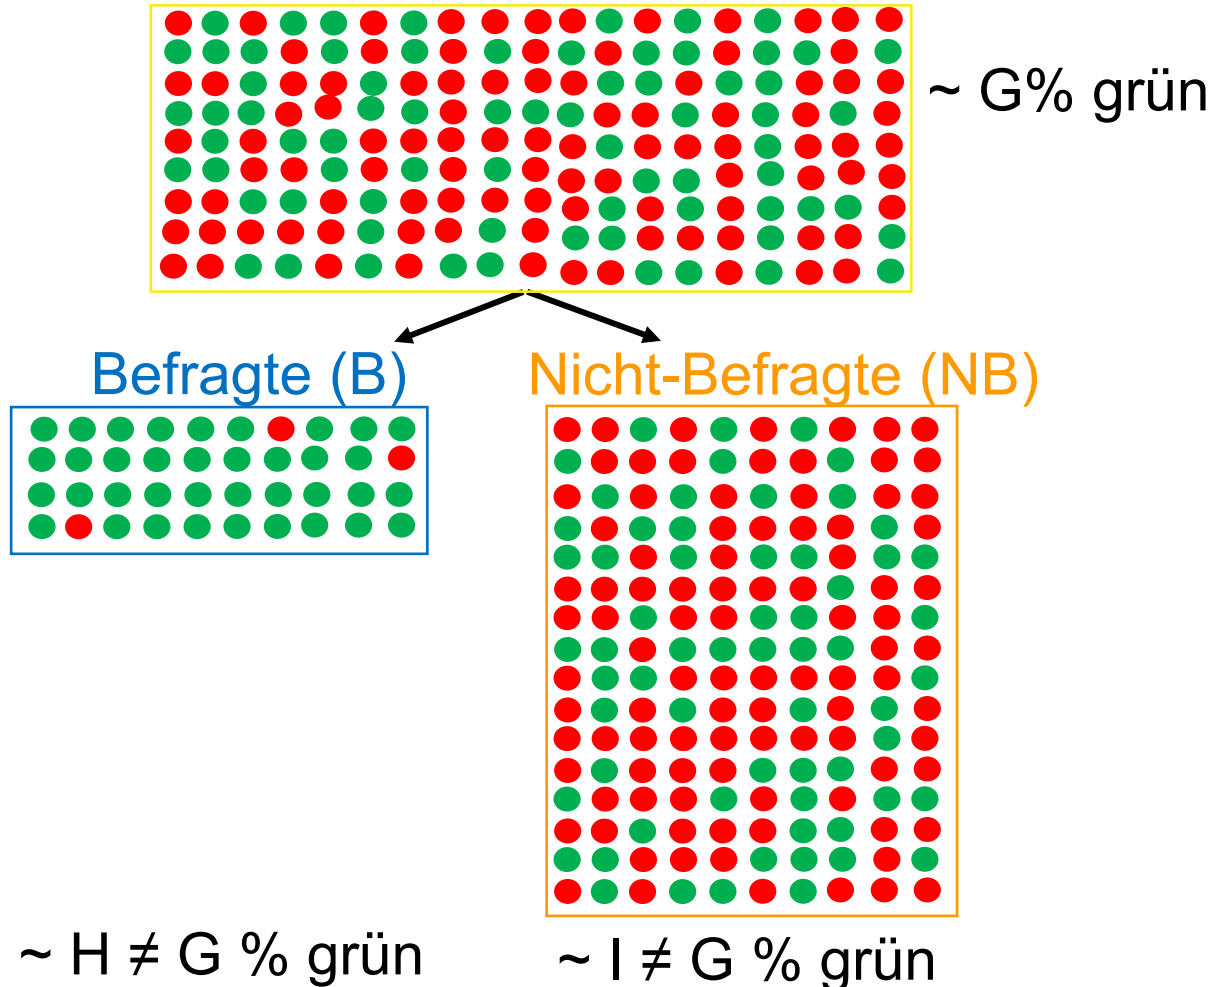 ~ G% grün
Befragte (B)
Nicht-Befragte (NB)
~ H ≠ G % grün
~ I ≠ G % grün